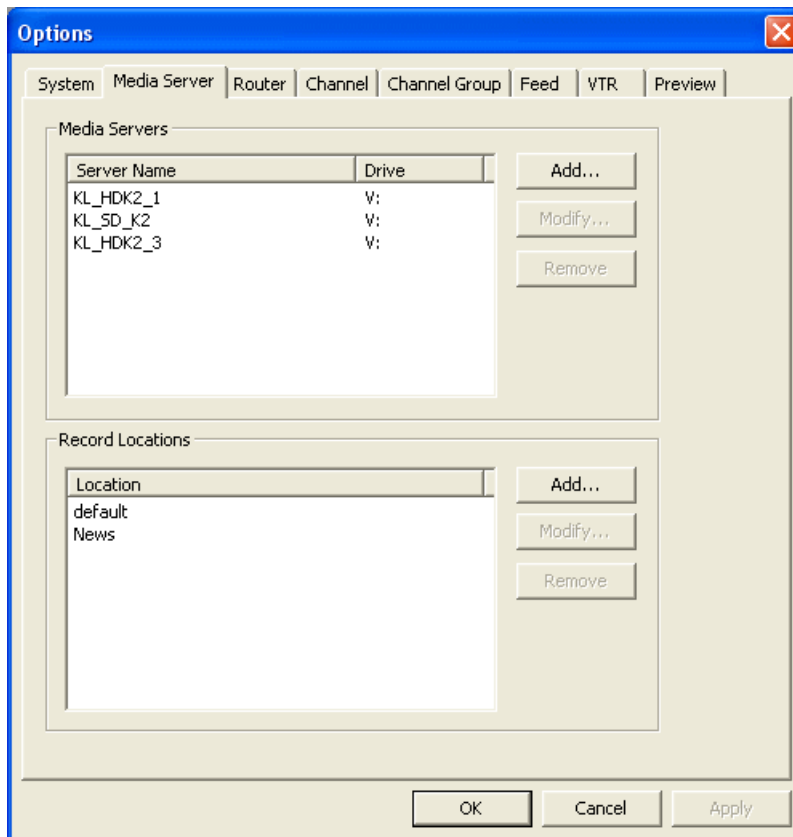 Options
System Media Server Router Channel Channel Group Feed VTR Preview
Media Servers
Server Name Drive
KL_HDK2_1 V:
KL_SD_K2 V:
KL_HDK2_3 V:
Add...
Modify...
Remove
Record Locations
Location
default
News
Add...
Modify...
Remove
OK Cancel Apply